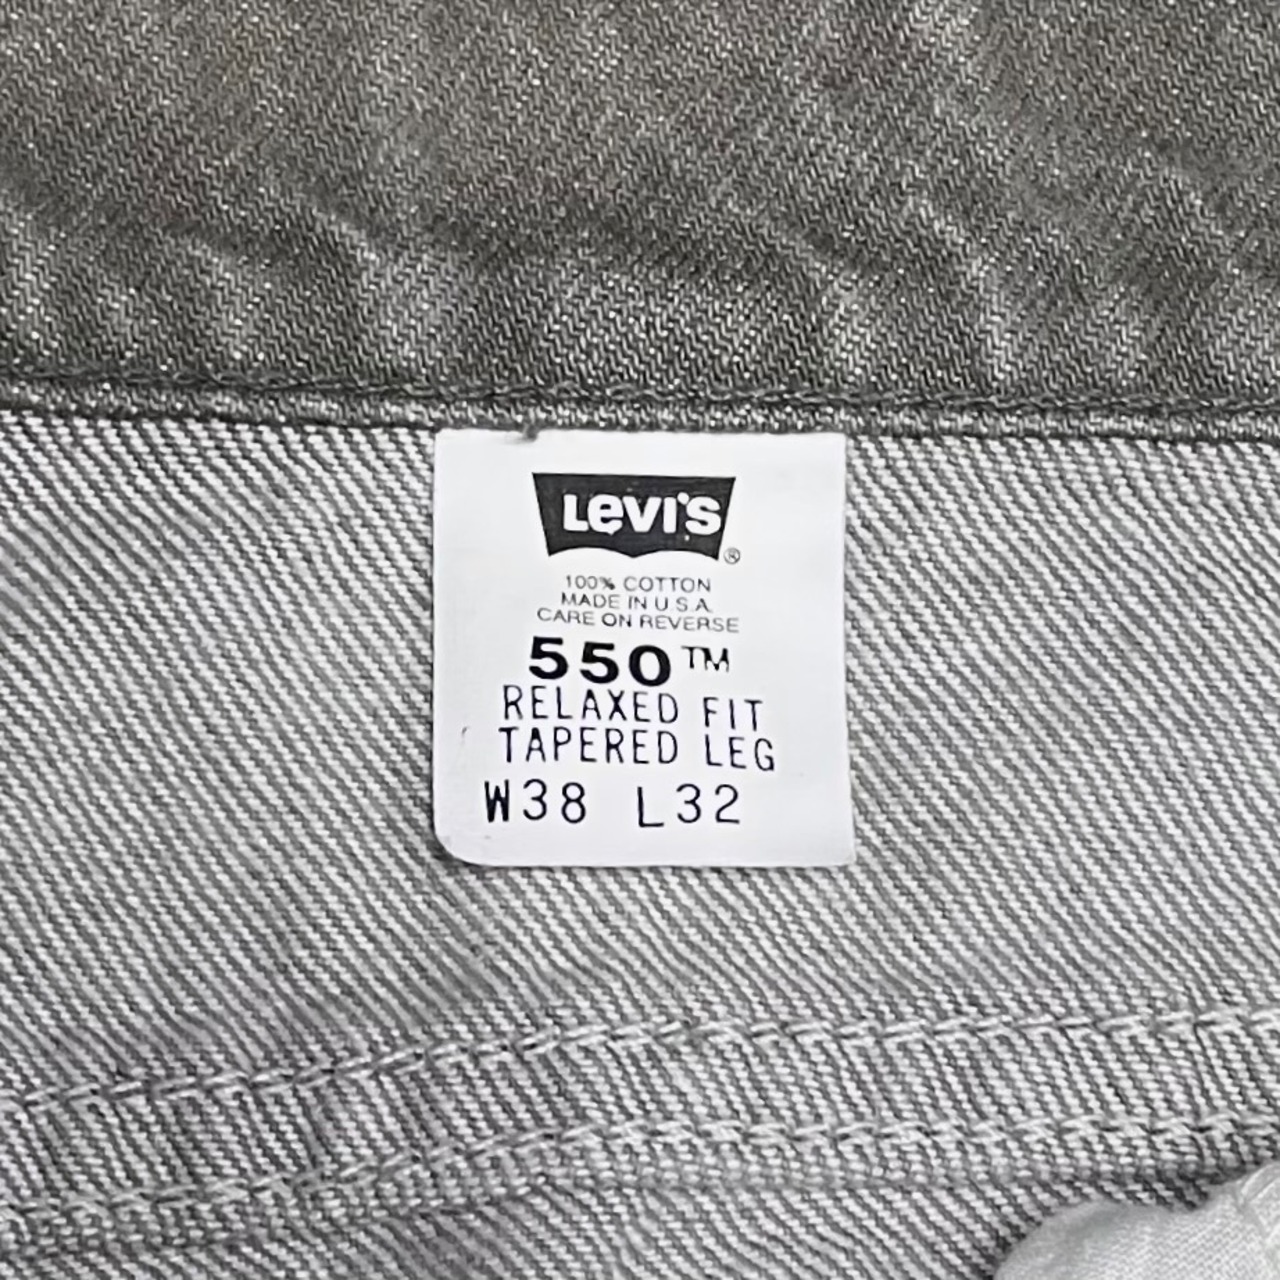 Levi's ®
100% COTTON
MADE IN U.S.A.
CARE ON REVERSE
550™
RELAXED FIT
TAPERED LEG
W38 L32